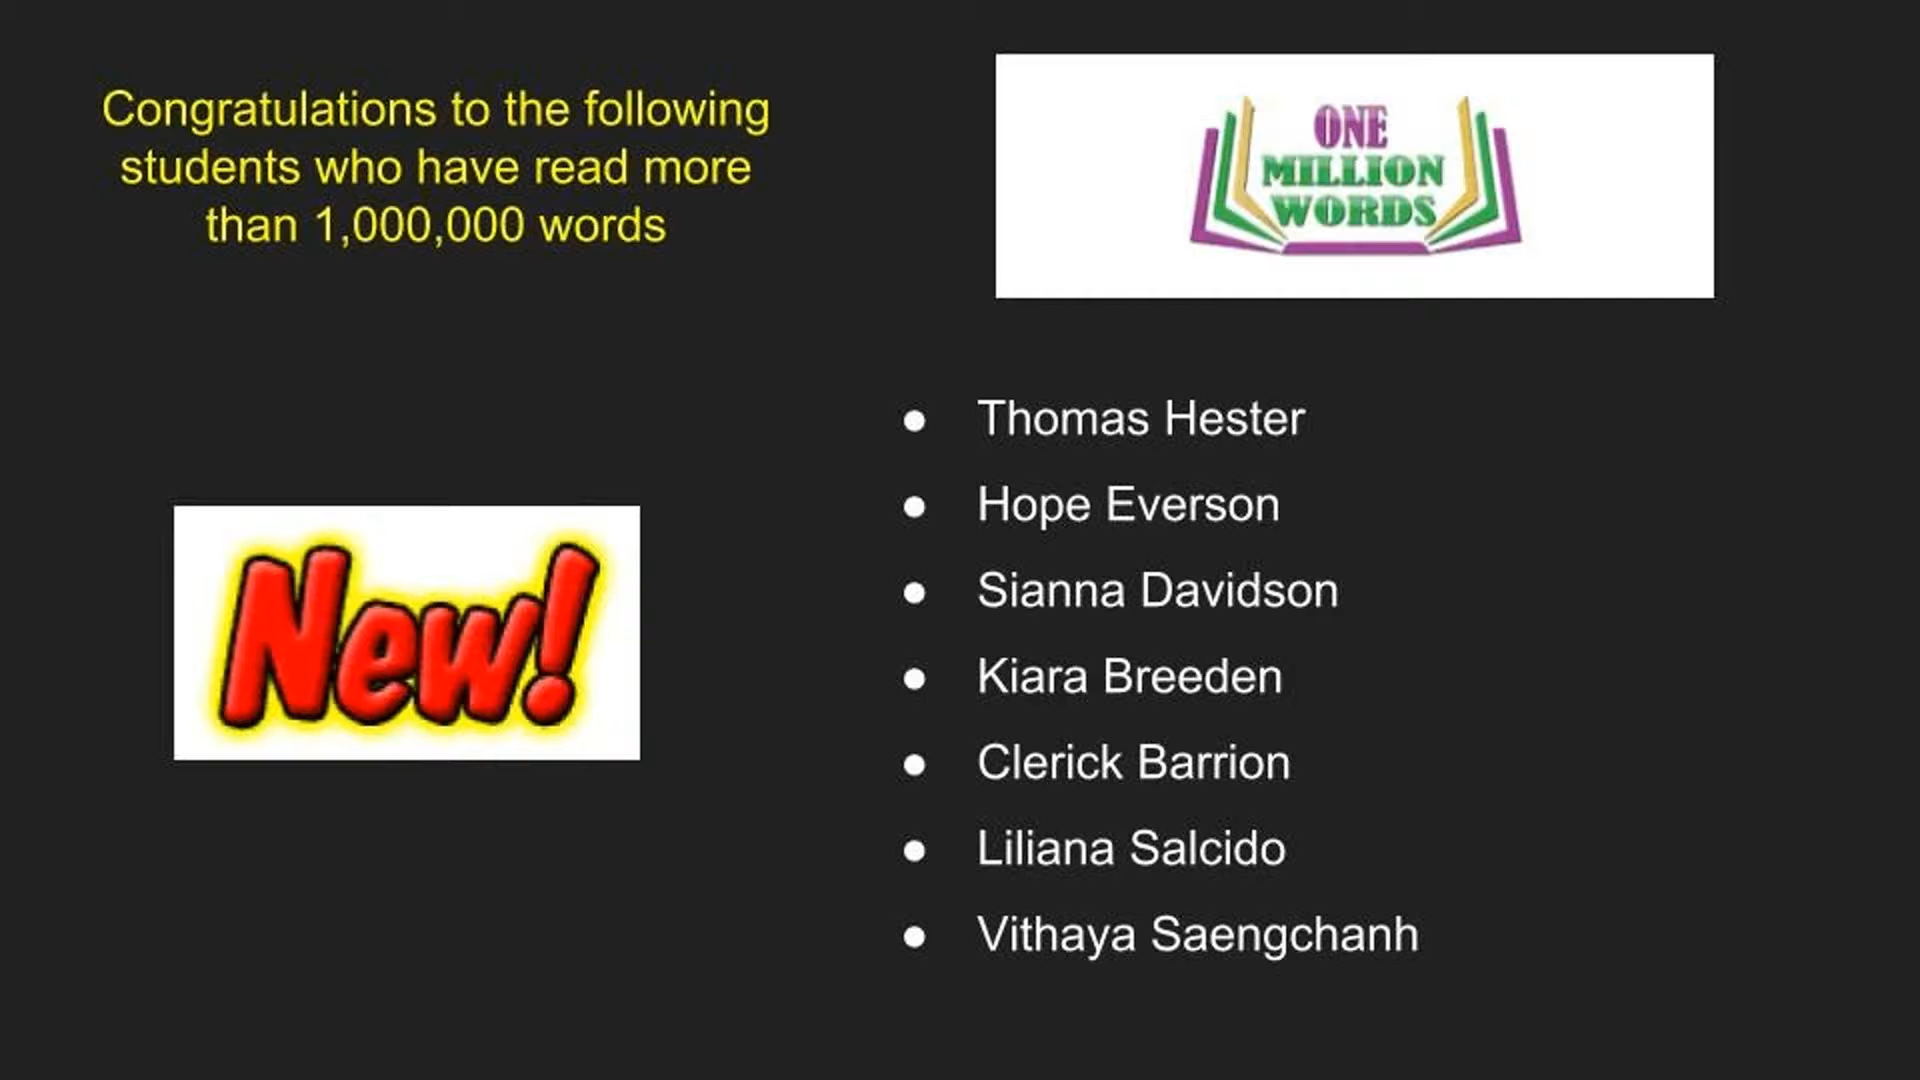 Congratulations to the following
students who have read more
than 1,000,000 words
ONE
MILLION
WORDS
New!
● Thomas Hester
● Hope Everson
● Sianna Davidson
● Kiara Breeden
● Clerick Barrion
● Liliana Salcido
● Vithaya Saengchanh